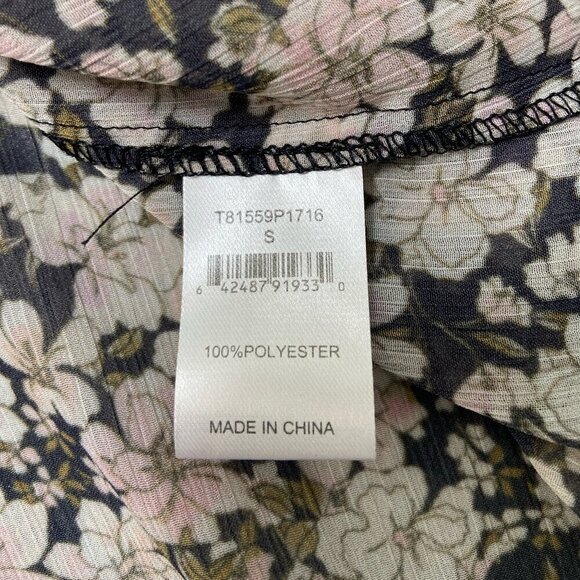 T81559P1716
S
6 42487 91933 0
100%POLYESTER
MADE IN CHINA